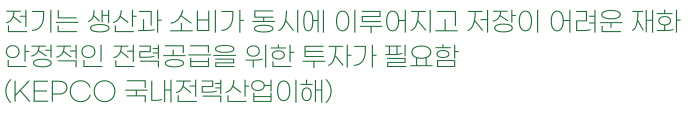 전기는 생산과 소비가 동시에 이루어지고 저장이 어려운 재화
안정적인 전력공급을 위한 투자가 필요함
(KEPCO 국내전력산업이해)